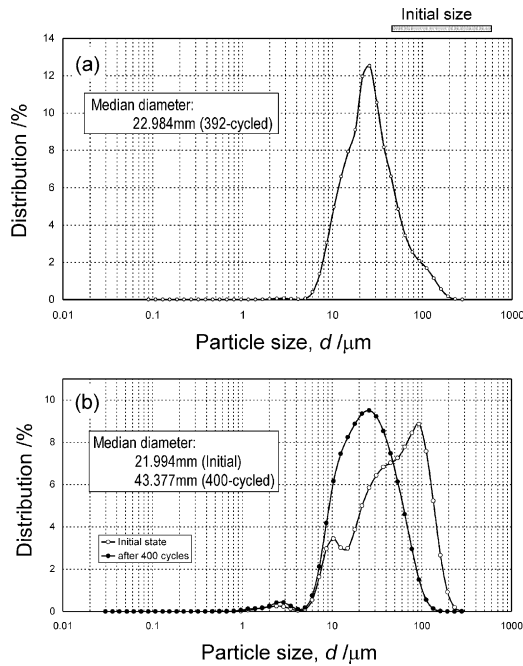 Initial size
(a)
Median diameter:
22.984mm (392-cycled)
Distribution /%
14
12
10
8
6
4
2
0
0.01 0.1 1 10 100 1000
Particle size, d /μm
(b)
Median diameter:
21.994mm (Initial)
43.377mm (400-cycled)
Initial state
after 400 cycles
Distribution /%
10
8
6
4
2
0
0.01 0.1 1 10 100 1000
Particle size, d /μm